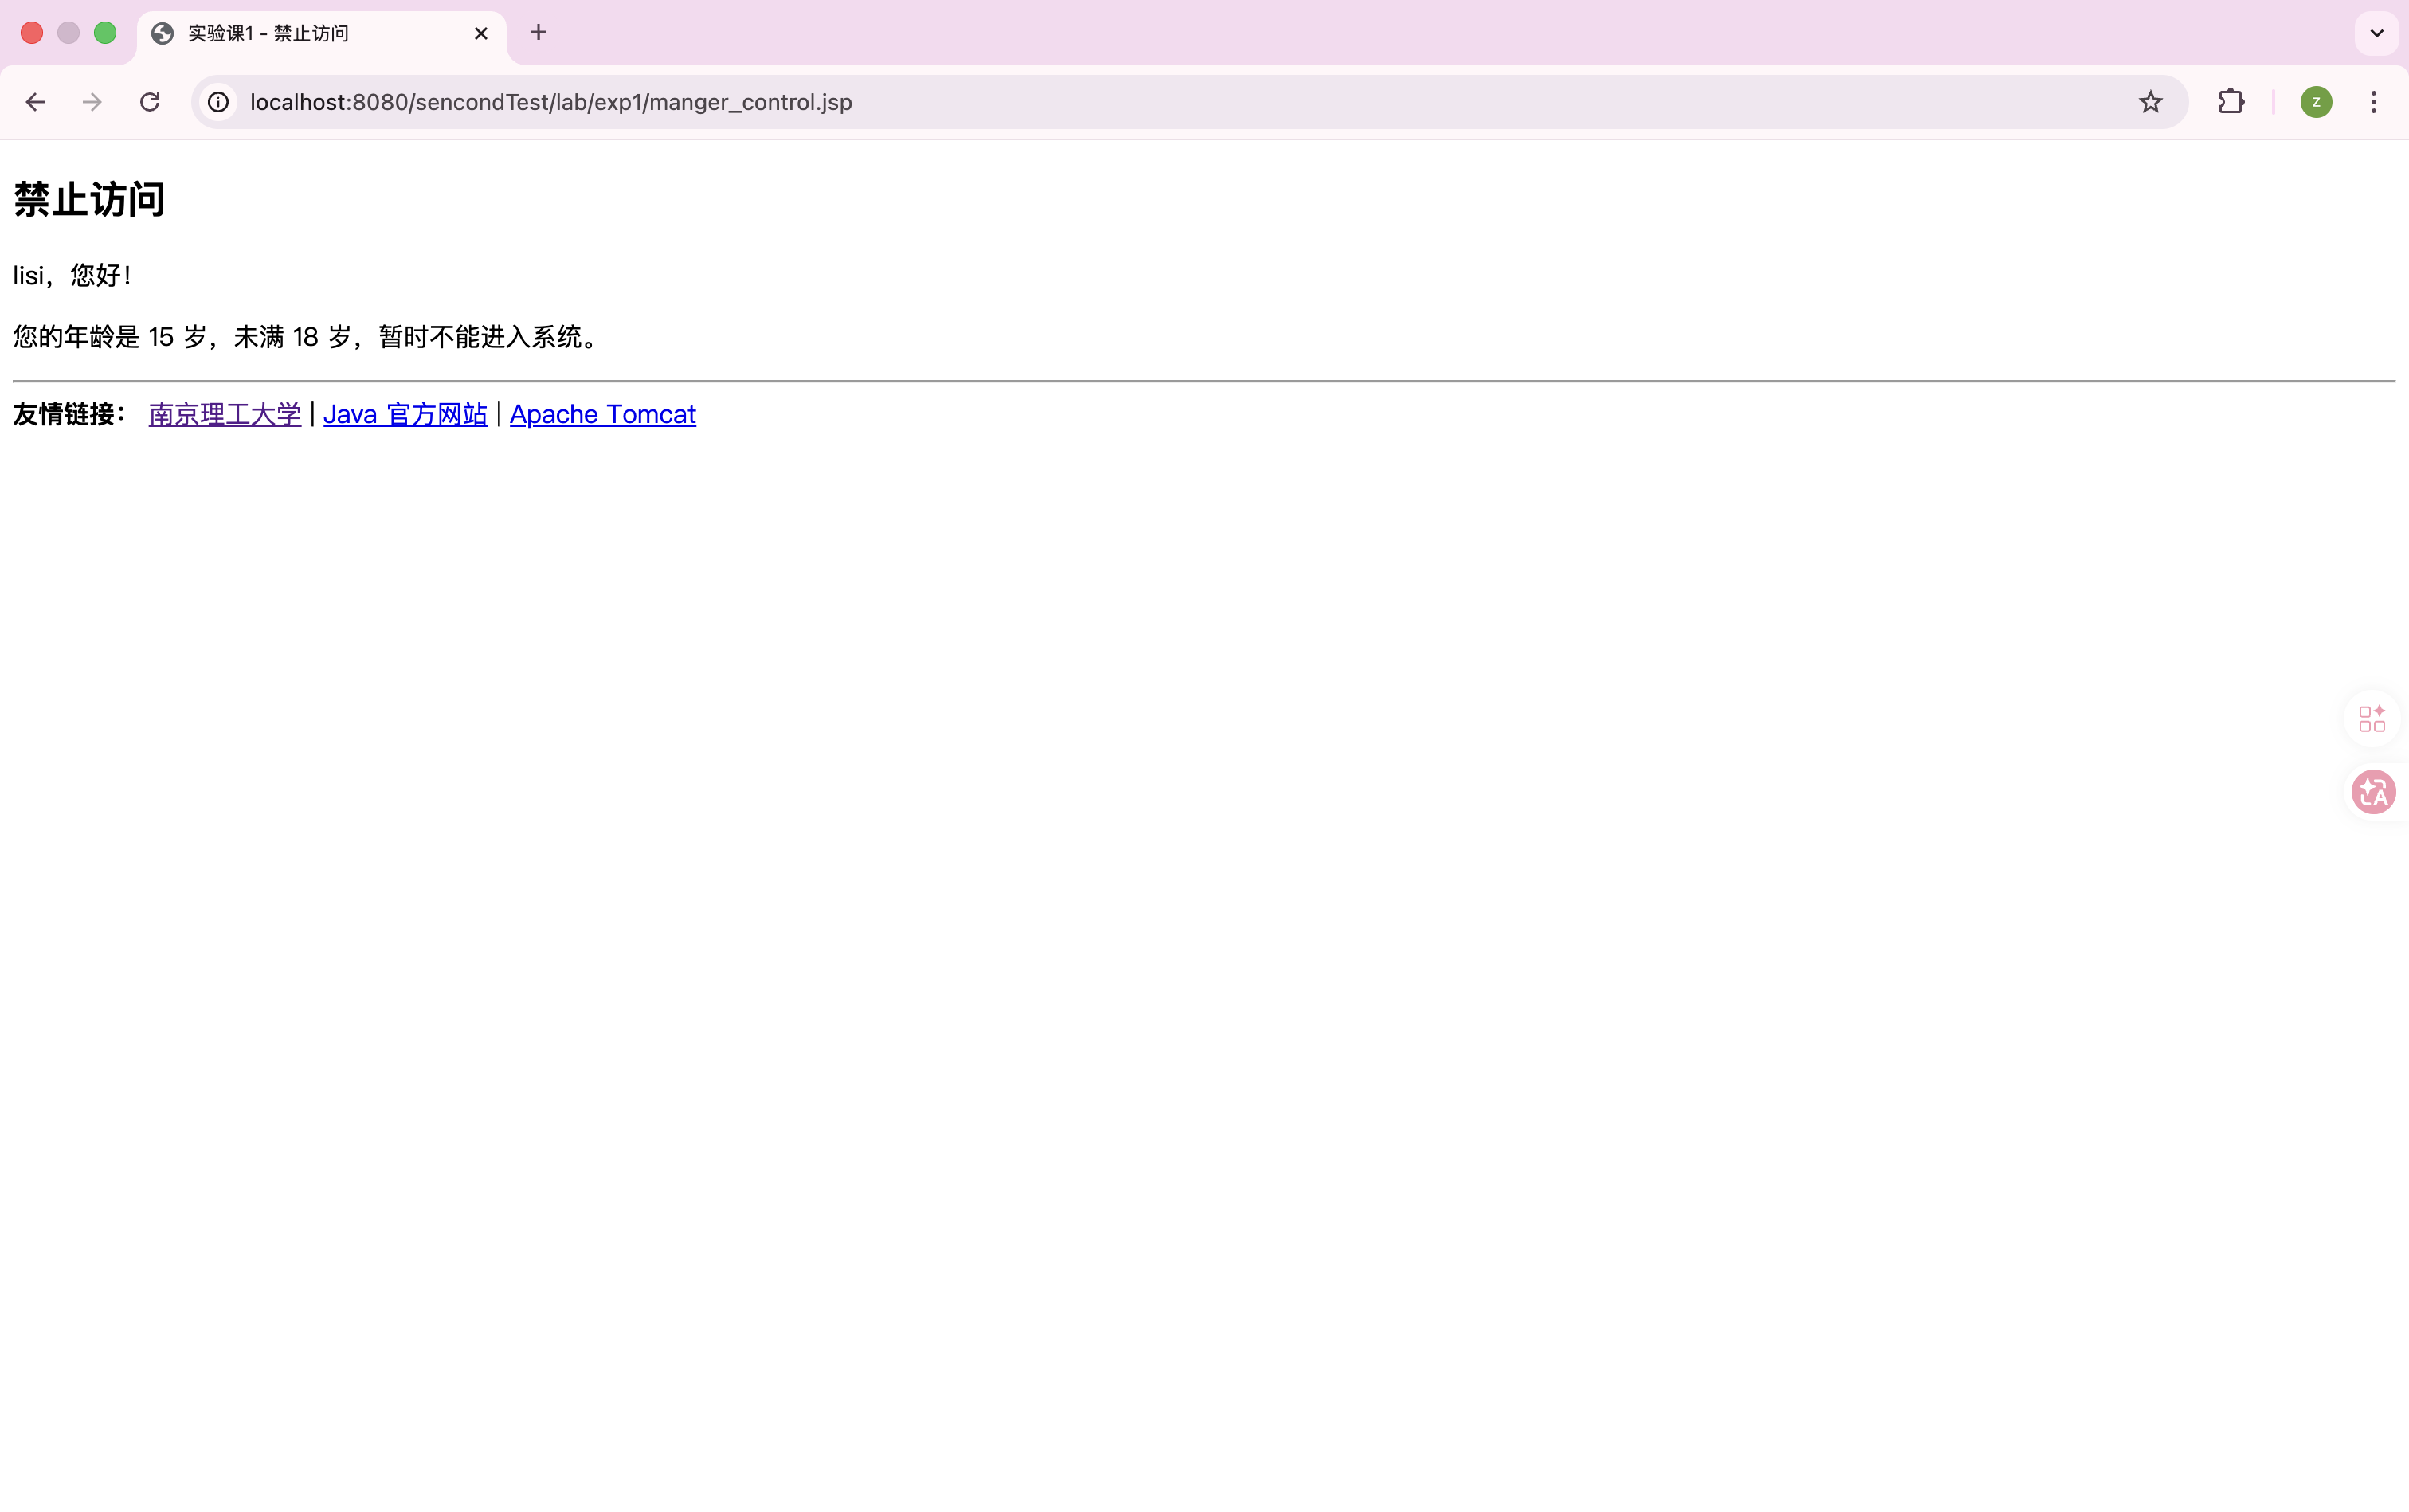 实验课1 - 禁止访问
localhost:8080/sencondTest/lab/exp1/manger_control.jsp
Z
禁止访问
lisi，您好！
您的年龄是 15 岁，未满 18 岁，暂时不能进入系统。
友情链接： 南京理工大学 | Java 官方网站 | Apache Tomcat